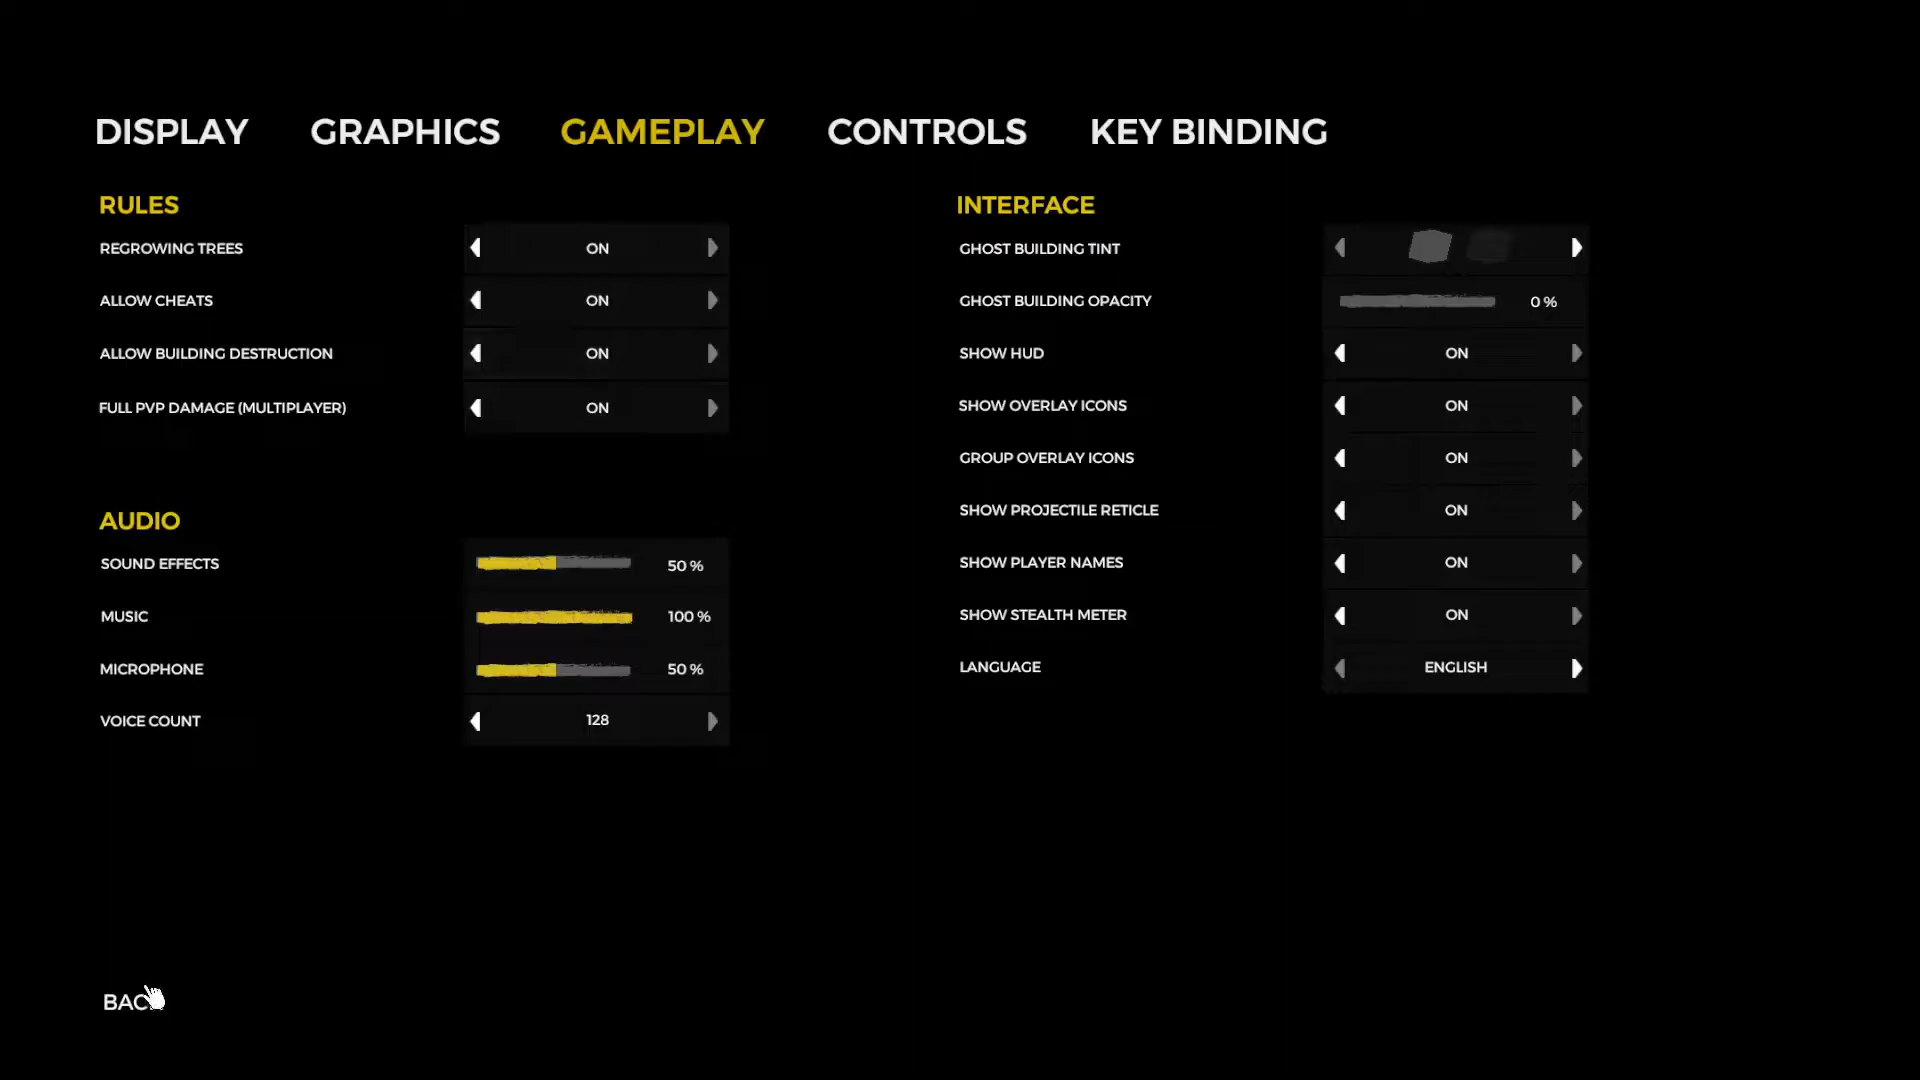 DISPLAY GRAPHICS GAMEPLAY CONTROLS KEY BINDING
RULES
REGROWING TREES ON
ALLOW CHEATS ON
ALLOW BUILDING DESTRUCTION ON
FULL PVP DAMAGE (MULTIPLAYER) ON
AUDIO
SOUND EFFECTS 50 %
MUSIC 100 %
MICROPHONE 50 %
VOICE COUNT 128
INTERFACE
GHOST BUILDING TINT
GHOST BUILDING OPACITY 0 %
SHOW HUD ON
SHOW OVERLAY ICONS ON
GROUP OVERLAY ICONS ON
SHOW PROJECTILE RETICLE ON
SHOW PLAYER NAMES ON
SHOW STEALTH METER ON
LANGUAGE ENGLISH
BAC